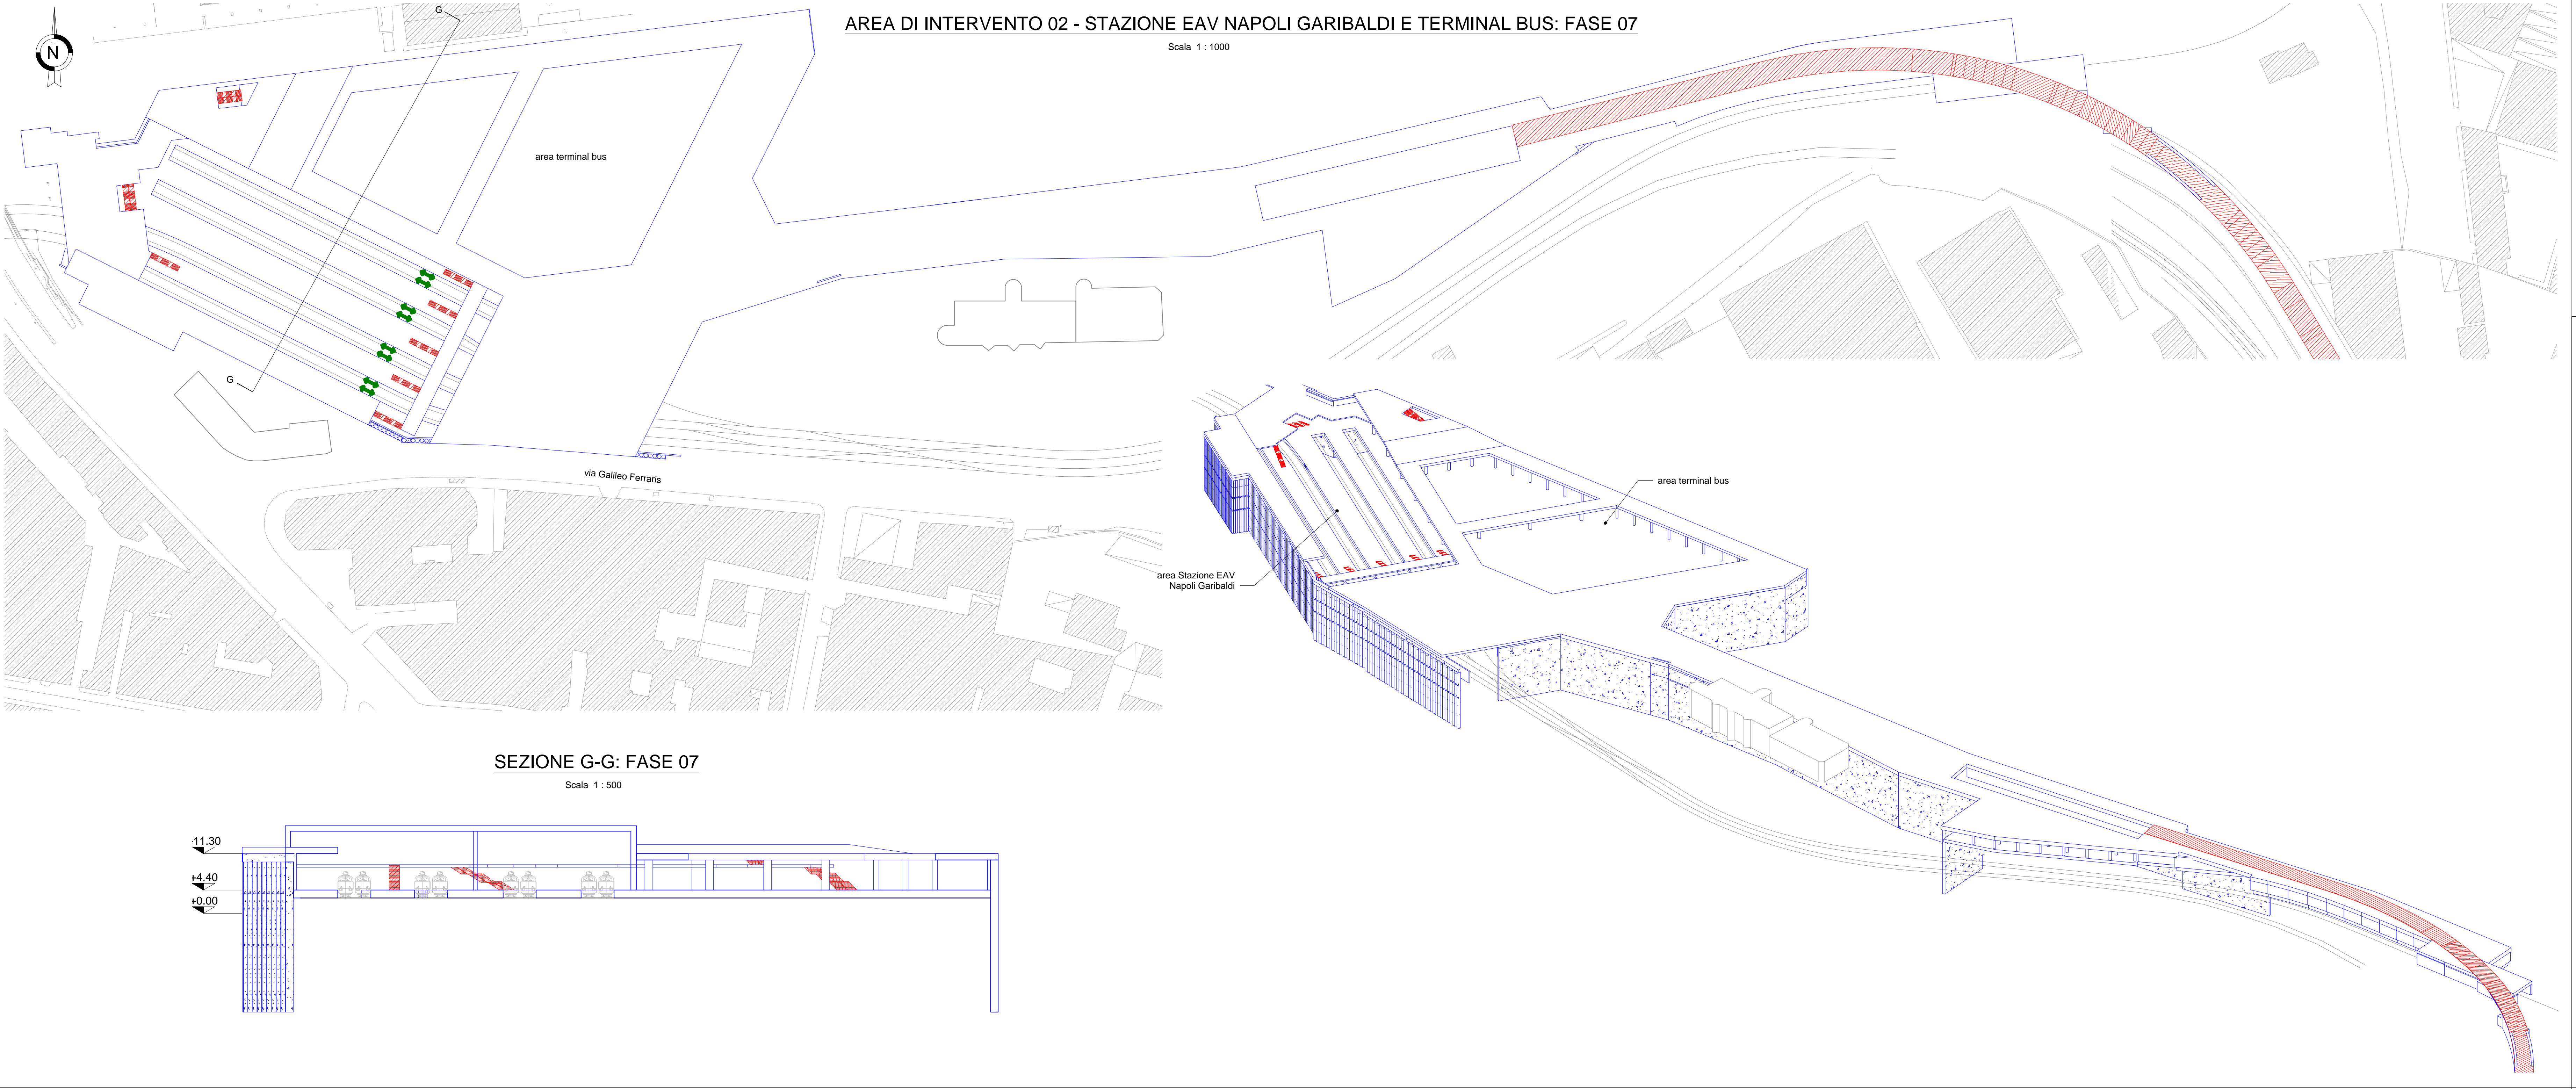 AREA DI INTERVENTO 02 - STAZIONE EAV NAPOLI GARIBALDI E TERMINAL BUS: FASE 07
Scala 1 : 1000
N
G
area terminal bus
G
via Galileo Ferraris
area terminal bus
area Stazione EAV
Napoli Garibaldi
SEZIONE G-G: FASE 07
Scala 1 : 500
11.30
+4.40
+0.00